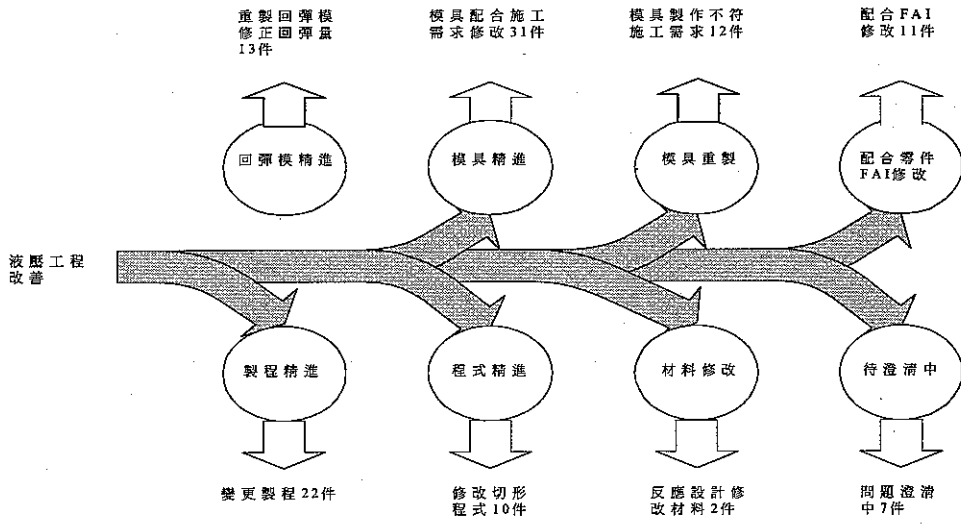 重製回彈模
修正回彈量
13件
模具配合施工
需求修改31件
模具製作不符
施工需求12件
配合FAI
修改11件
回彈模精進
模具精進
模具重製
配合零件
FAI修改
液壓工程
改善
製程精進
程式精進
材料修改
待澄清中
變更製程22件
修改切形
程式10件
反應設計修
改材料2件
問題澄清
中7件